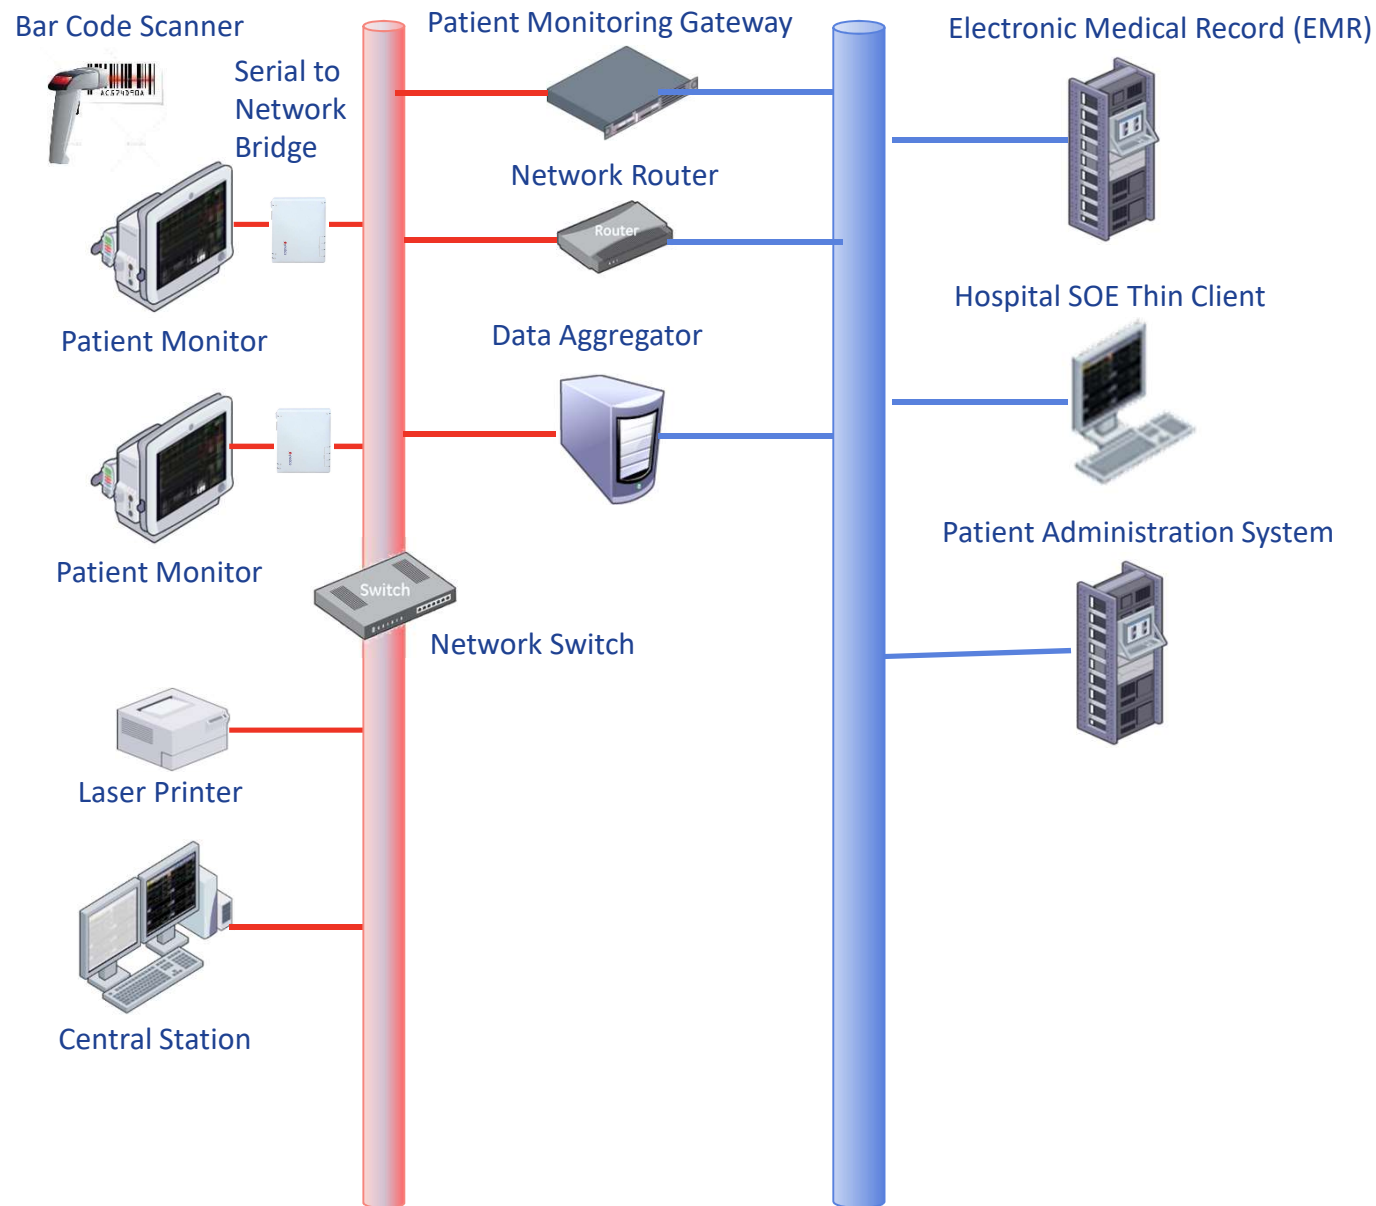 Bar Code Scanner
Patient Monitoring Gateway
Electronic Medical Record (EMR)
Serial to
Network
Bridge
Network Router
Router
Hospital SOE Thin Client
Patient Monitor
Data Aggregator
Patient Administration System
Patient Monitor
Switch
Network Switch
Laser Printer
Central Station